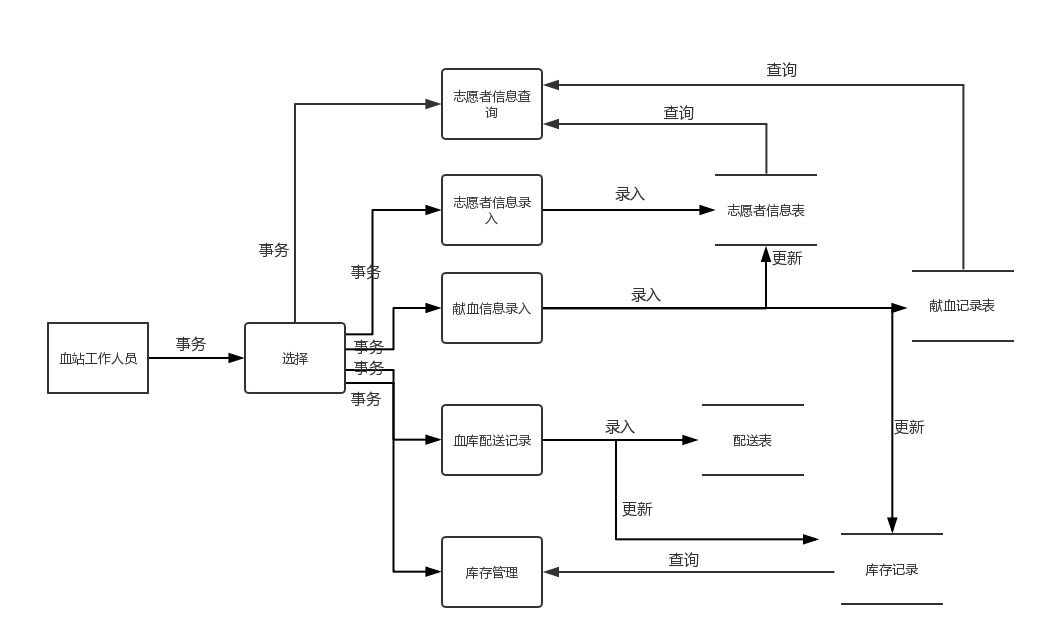 查询
志愿者信息查
询
查询
志愿者信息录
入
录入
志愿者信息表
事务
更新
事务
录入
献血信息录入
献血记录表
事务
事务
血站工作人员
选择
事务
事务
录入
更新
血库配送记录
配送表
更新
查询
库存管理
库存记录